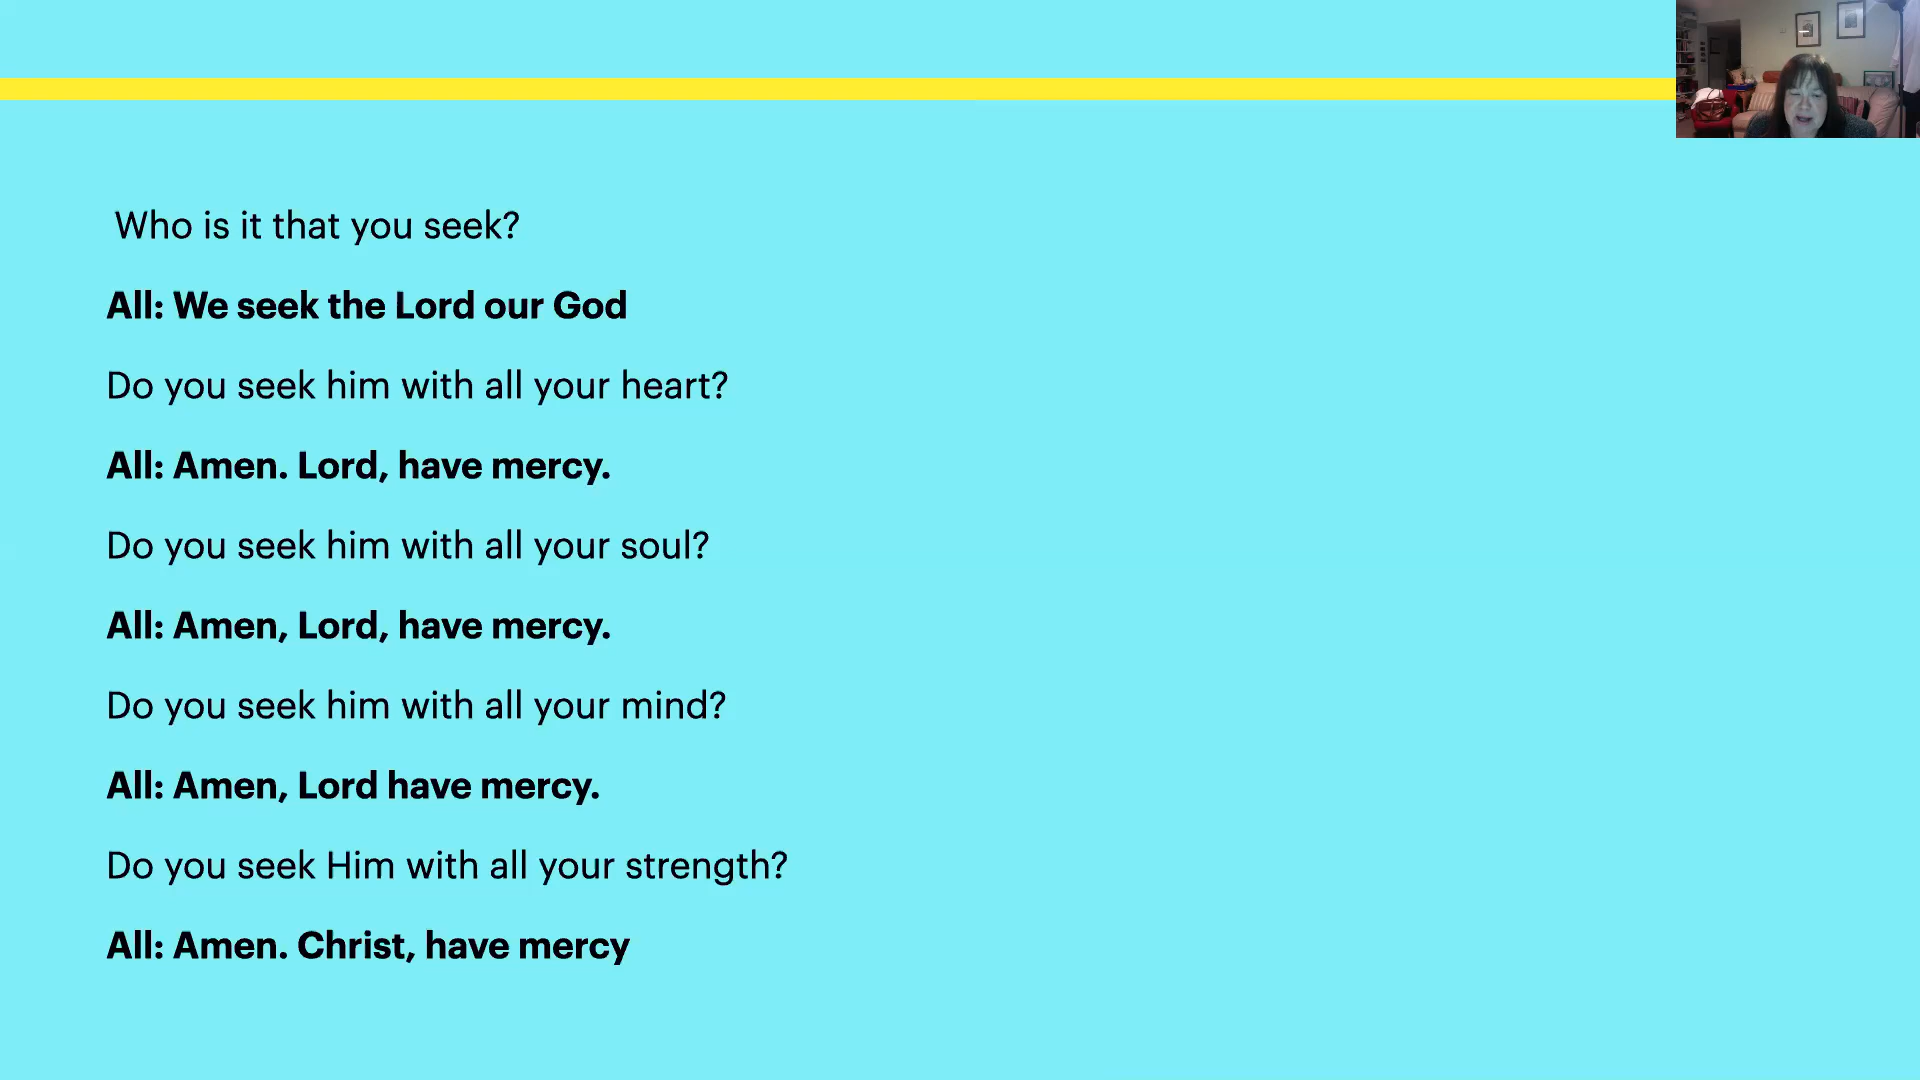 Who is it that you seek?
All: We seek the Lord our God
Do you seek him with all your heart?
All: Amen. Lord, have mercy.
Do you seek him with all your soul?
All: Amen, Lord, have mercy.
Do you seek him with all your mind?
All: Amen, Lord have mercy.
Do you seek Him with all your strength?
All: Amen. Christ, have mercy